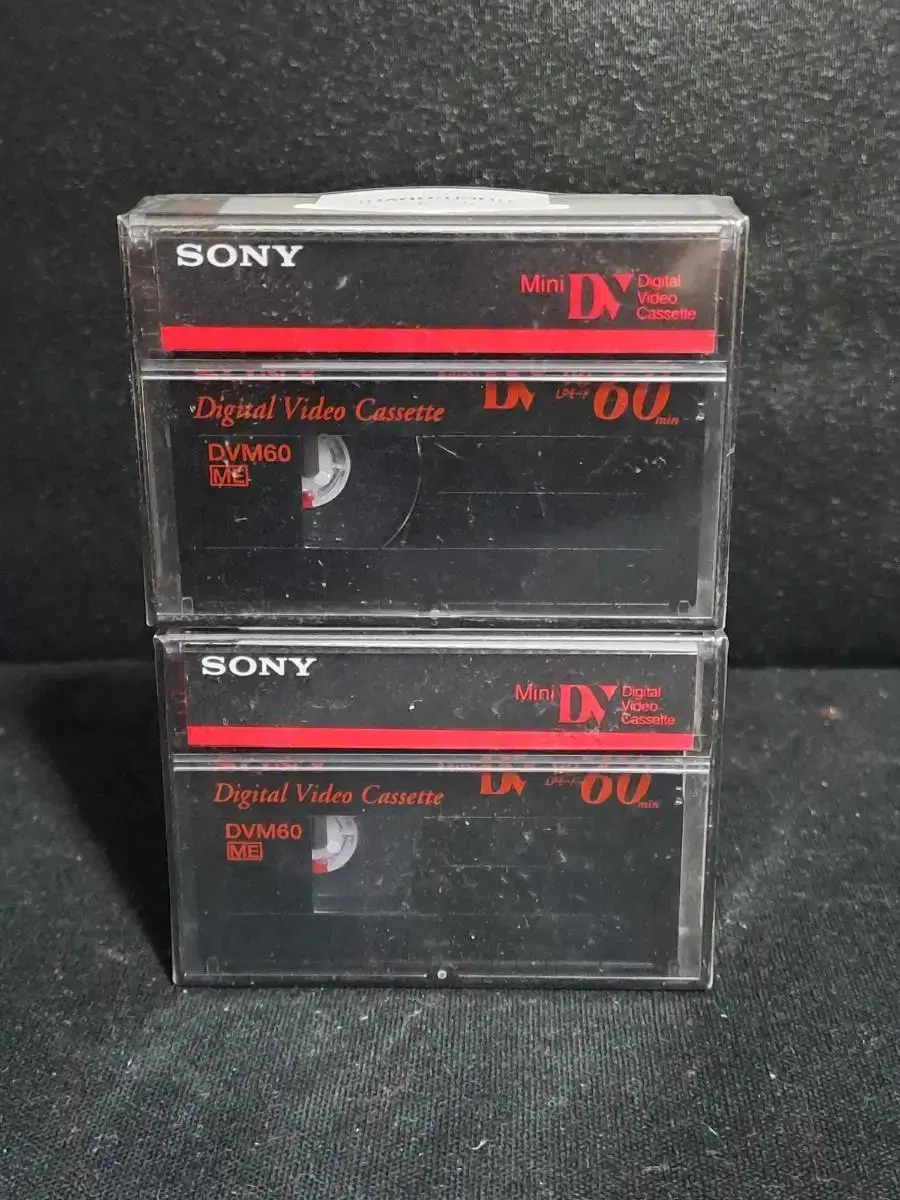 SONY
Mini DV Digital
Video
Cassette
DV 60 min
Digital Video Cassette
DVM60
ME
SONY
Mini DV Digital
Video
Cassette
DV 60 min
Digital Video Cassette
DVM60
ME